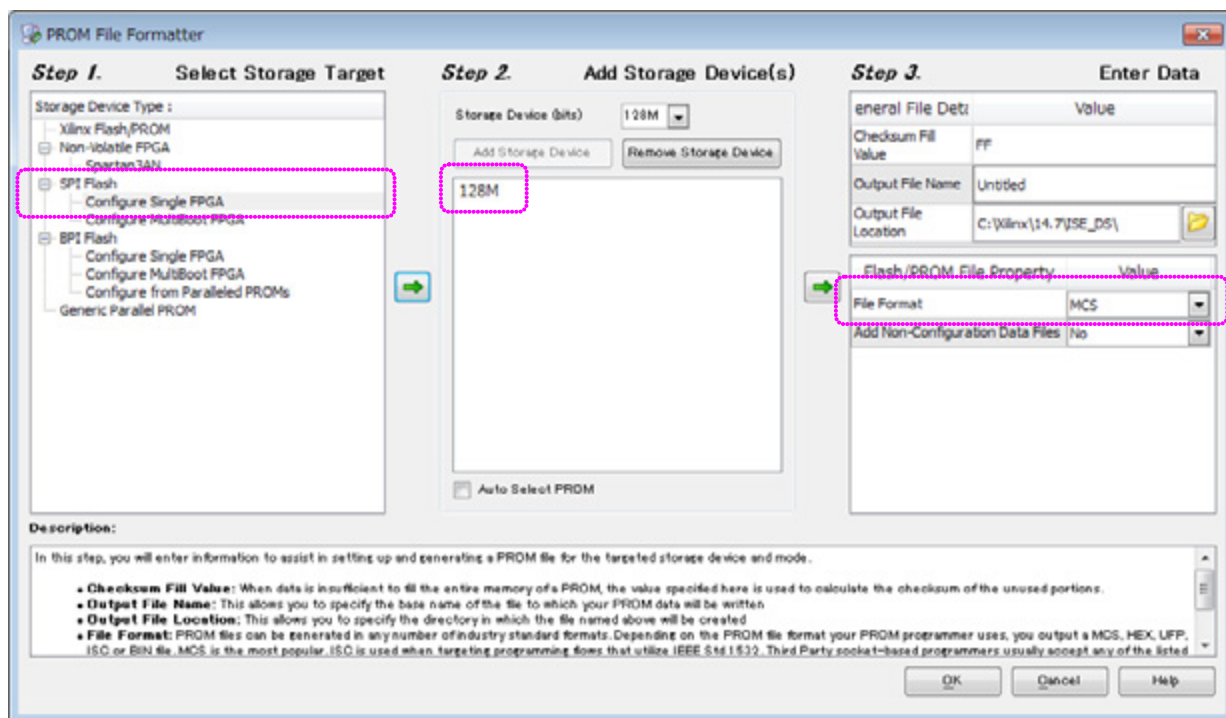 PROM File Formatter
Step 1. Select Storage Target
Storage Device Type :
Xilinx Flash/PROM
Non-Volatile FPGA
Spartan3AN
SPI Flash
Configure Single FPGA
Configure MultiBoot FPGA
BPI Flash
Configure Single FPGA
Configure MultiBoot FPGA
Configure from Paralleled PROMs
Generic Parallel PROM
Step 2. Add Storage Device(s)
Storage Device (bits) 128M
Add Storage Device Remove Storage Device
128M
Auto Select PROM
Step 3. Enter Data
eneral File Deta Value
Checksum Fill
Value FF
Output File Name Untitled
Output File
Location C:\Xilinx\14.7\ISE_DS\
Flash/PROM File Property Value
File Format MCS
Add Non-Configuration Data Files No
Description:
In this step, you will enter information to assist in setting up and generating a PROM file for the targeted storage device and mode.
• Checksum Fill Value: When data is insufficient to fill the entire memory of a PROM, the value specified here is used to calculate the checksum of the unused portions.
• Output File Name: This allows you to specify the base name of the file to which your PROM data will be written
• Output File Location: This allows you to specify the directory in which the file named above will be created
• File Format: PROM files can be generated in any number of industry standard formats. Depending on the PROM file format your PROM programmer uses, you output a MCS, HEX, UFP,
ISC or BIN file. MCS is the most popular. ISC is used when targeting programming flows that utilize IEEE Std 1532. Third Party socket-based programmers usually accept any of the listed
OK Cancel Help